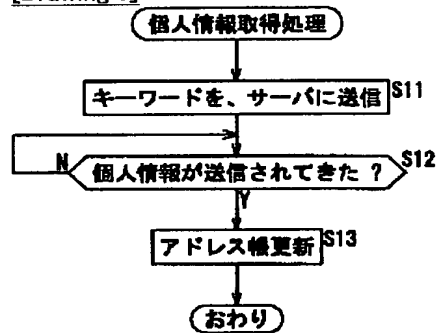 個人情報取得処理
キーワードを、サーバに送信 S11
N 個人情報が送信されてきた ? S12
Y
アドレス帳更新 S13
おわり